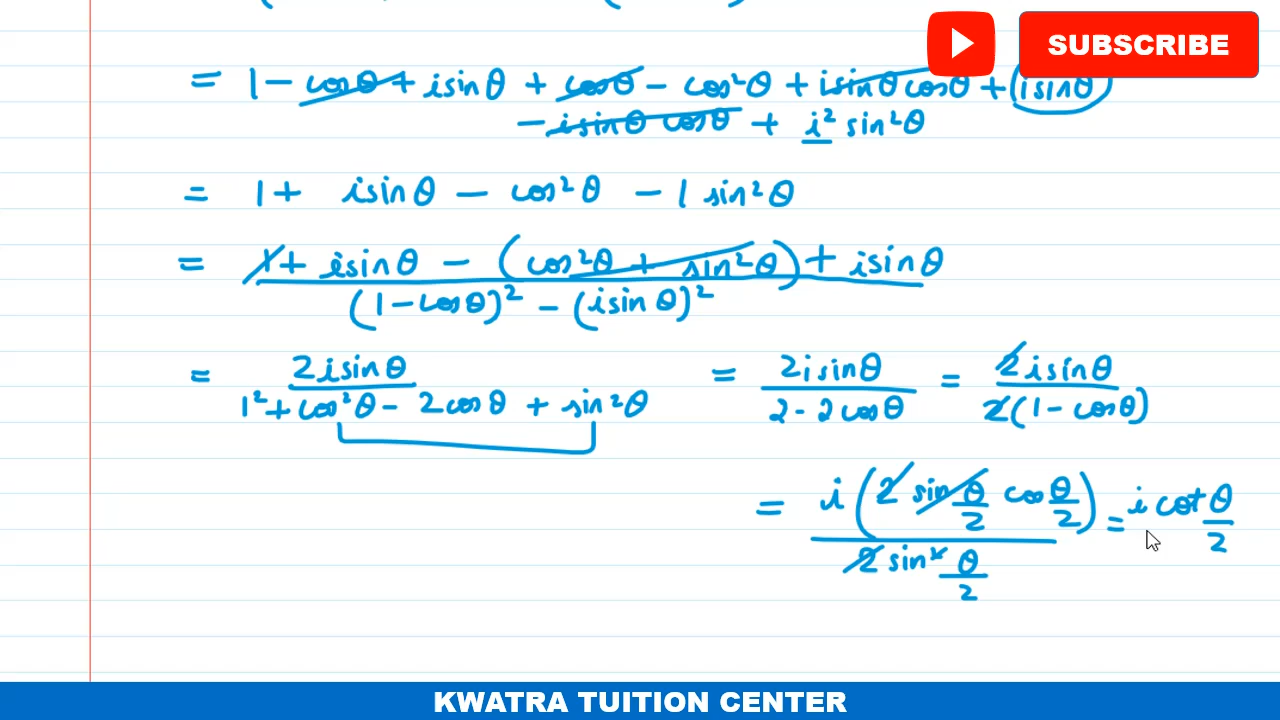 SUBSCRIBE
= 1 - cosθ + isinθ + cosθ - cos²θ + isinθ cosθ + (isinθ)
- isinθ cosθ + i² sin²θ
= 1 + isinθ - cos²θ - 1 sin²θ
= 1 + isinθ - (cos²θ + sin²θ) + isinθ
(1 - cosθ)² - (isinθ)²
= 2isinθ = 2isinθ = 2isinθ
1² + cos²θ - 2cosθ + sin²θ 2 - 2cosθ 2(1 - cosθ)
= i (2 sin θ/2 cos θ/2) = i cot θ/2
2 sin² θ/2
KWATRA TUITION CENTER